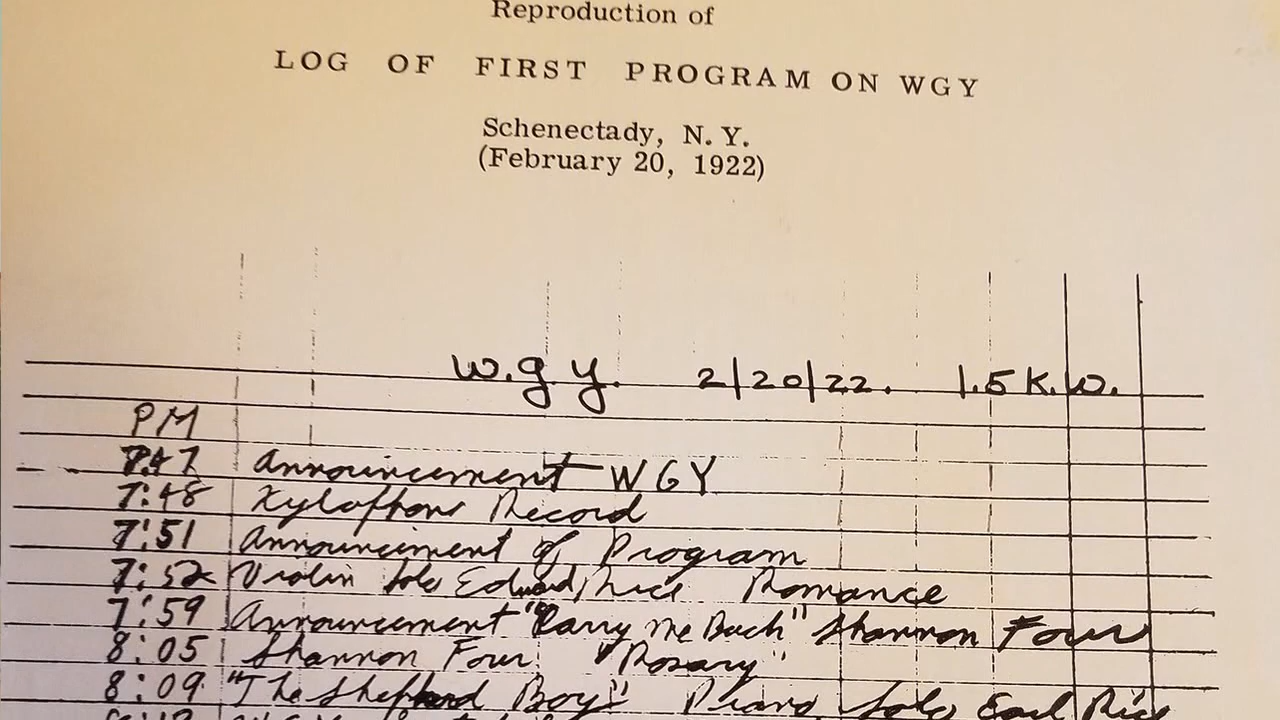 Reproduction of
LOG OF FIRST PROGRAM ON WGY
Schenectady, N. Y.
(February 20, 1922)
W.G.Y. 2/20/22. 1.5 K.W.
PM
7:47 Announcement WGY
7:48 Xylophone Record
7:51 Announcement of Program
7:52 Violin Solo Edward Rice Romance
7:59 Announcement "Carry Me Back" Shannon Four
8:05 Shannon Four "Rosary"
8:09 "The Shepherd Boy" Piano Solo Earl Rice